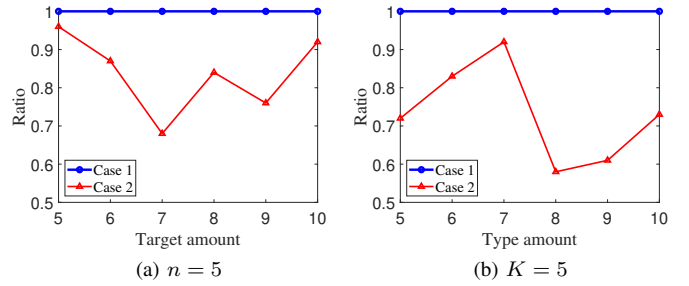 1
0.9
0.8
0.7
0.6
0.5
Ratio
Case 1
Case 2
5 6 7 8 9 10
Target amount
(a) n = 5
1
0.9
0.8
0.7
0.6
0.5
Ratio
Case 1
Case 2
5 6 7 8 9 10
Type amount
(b) K = 5